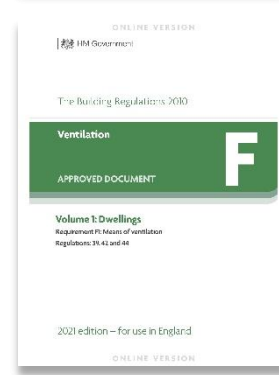 ONLINE VERSION
HM Government
The Building Regulations 2010
Ventilation
F
APPROVED DOCUMENT
Volume 1: Dwellings
Requirement F1: Means of ventilation
Regulations: 39, 42 and 44
2021 edition – for use in England
ONLINE VERSION